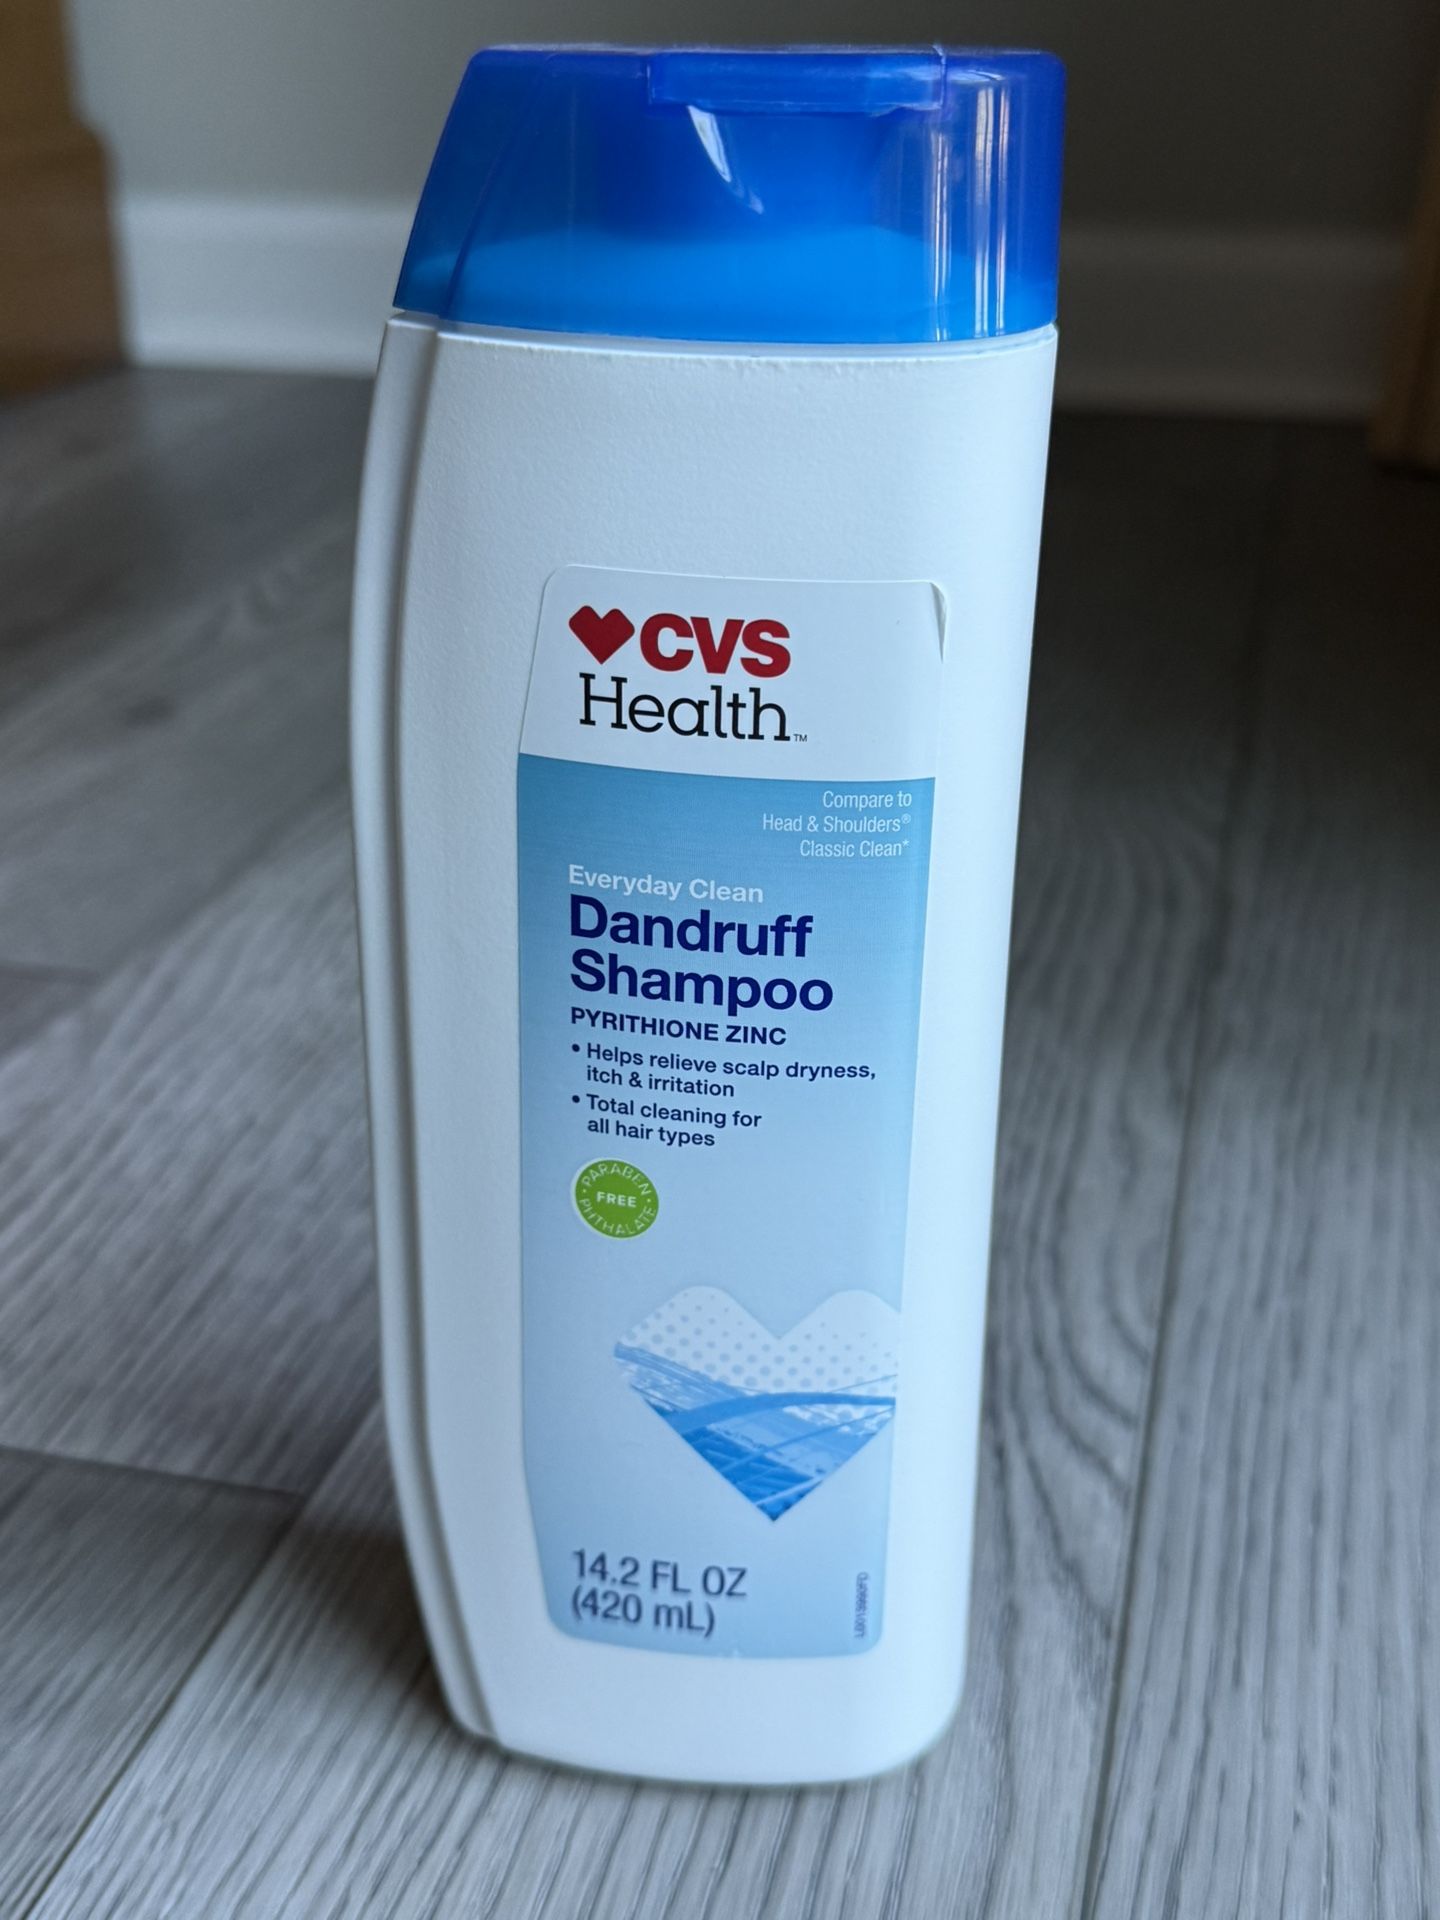 CVS
Health™
Compare to
Head & Shoulders®
Classic Clean*
Everyday Clean
Dandruff
Shampoo
PYRITHIONE ZINC
• Helps relieve scalp dryness,
itch & irritation
• Total cleaning for
all hair types
PARABEN
FREE
PHTHALATE
14.2 FL OZ
(420 mL)